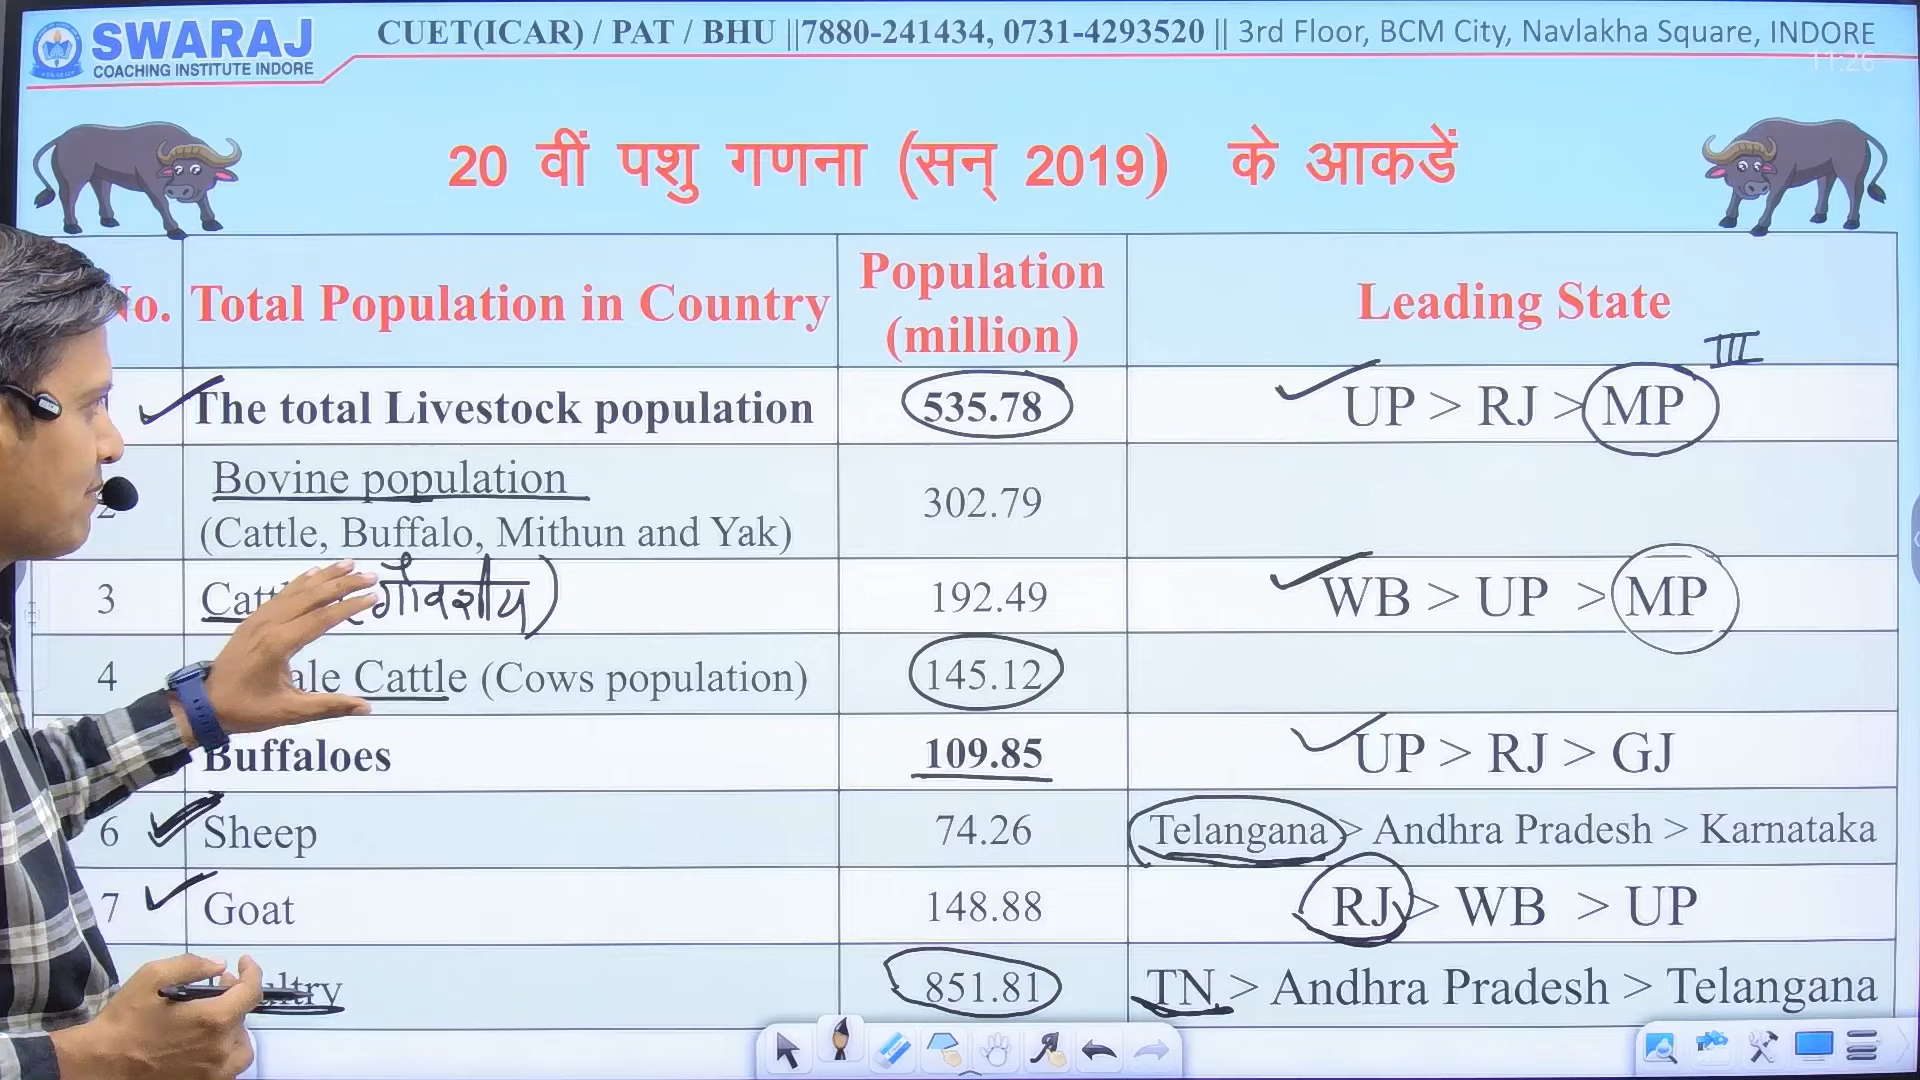 SWARAJ
COACHING INSTITUTE INDORE
CUET(ICAR) / PAT / BHU ||7880-241434, 0731-4293520 || 3rd Floor, BCM City, Navlakha Square, INDORE
11:26
20 वीं पशु गणना (सन् 2019) के आकडें
No. Total Population in Country Population (million) Leading State
III
The total Livestock population 535.78 UP > RJ > MP
2 Bovine population
(Cattle, Buffalo, Mithun and Yak) 302.79
3 (गौवंशीय) 192.49 WB > UP > MP
4 Cattle (Cows population) 145.12
Buffaloes 109.85 UP > RJ > GJ
6 Sheep 74.26 Telangana > Andhra Pradesh > Karnataka
7 Goat 148.88 RJ > WB > UP
851.81 TN > Andhra Pradesh > Telangana